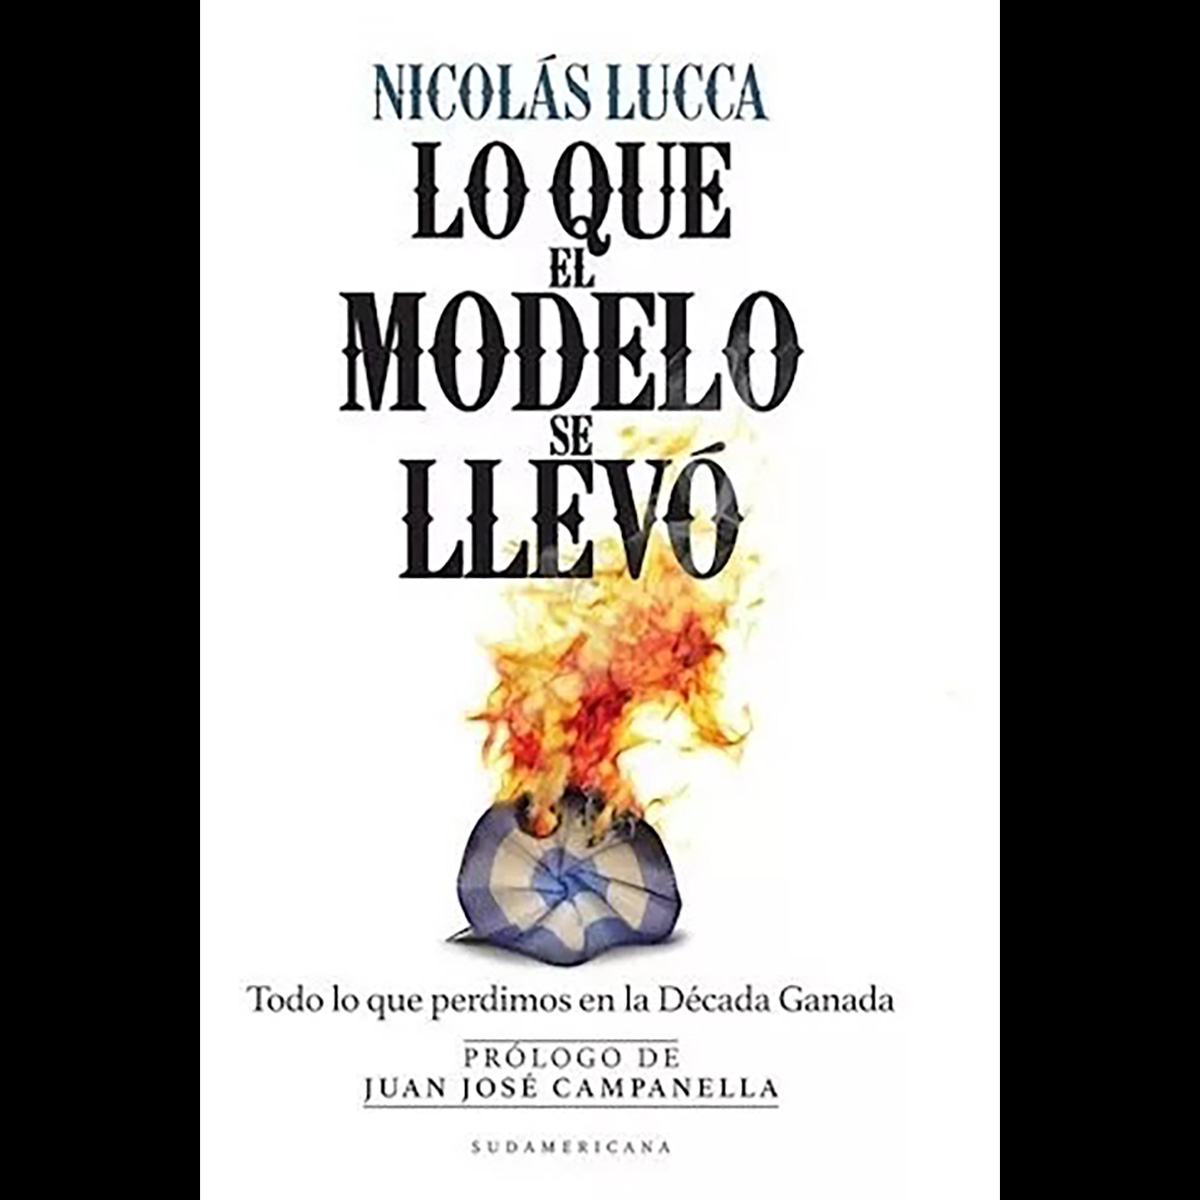 NICOLÁS LUCCA
LO QUE
EL
MODELO
SE
LLEVÓ
Todo lo que perdimos en la Década Ganada
PRÓLOGO DE
JUAN JOSÉ CAMPANELLA
SUDAMERICANA